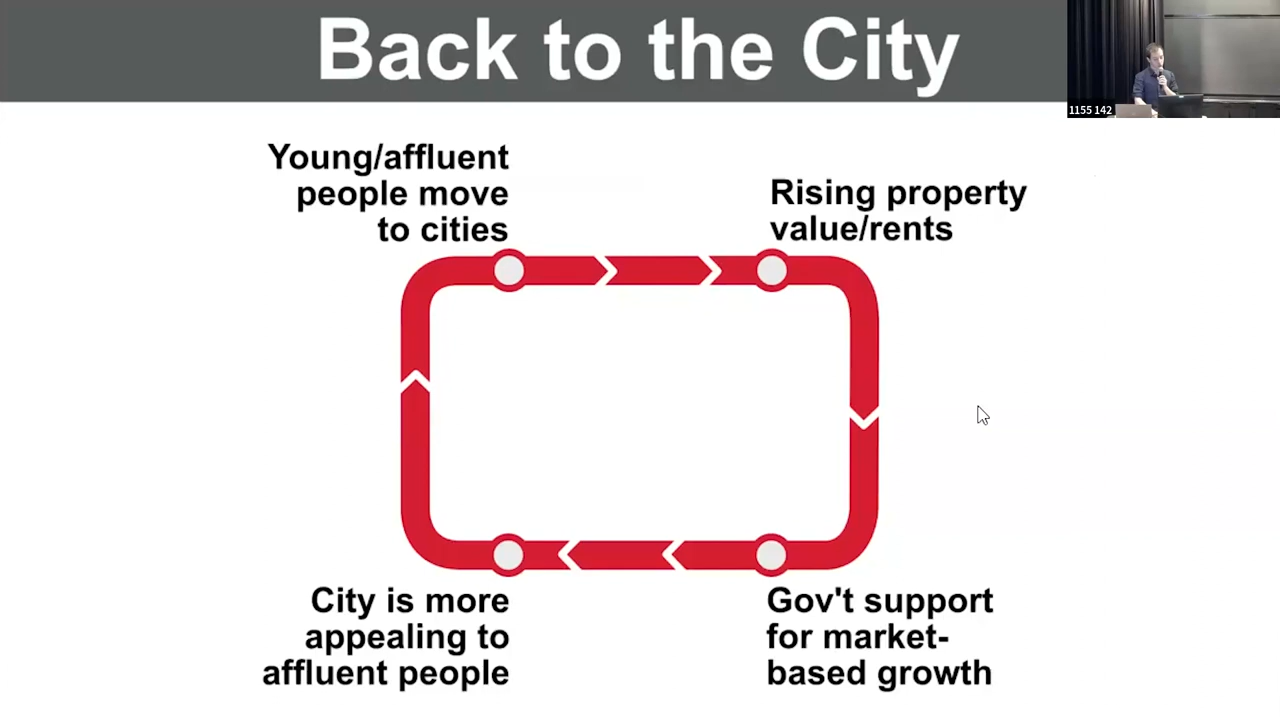 Back to the City
1155 142
Young/affluent
people move
to cities
Rising property
value/rents
City is more
appealing to
affluent people
Gov't support
for market-
based growth